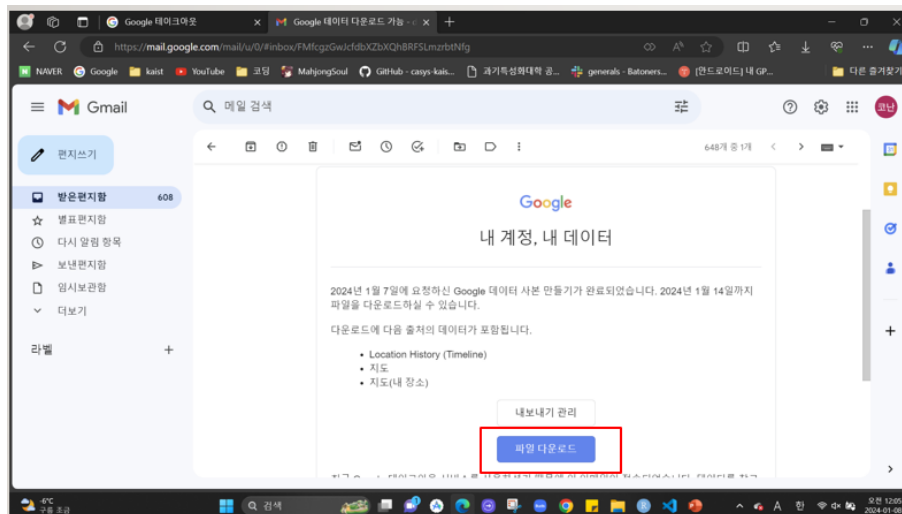 Google 테이크아웃
Google 데이터 다운로드 가능 -
https://mail.google.com/mail/u/0/#inbox/FMfcgzGwJcfdbXZbXQhBRFSLmzrbtNfg
NAVER Google kaist YouTube 코딩 MahjongSoul GitHub - casys-kais... 과기특성화대학 공... generals - Batoners... [안드로이드] 내 GP... 다른 즐겨찾기
Gmail
메일 검색
코난
편지쓰기
648개 중 1개
받은편지함 608
별표편지함
다시 알림 항목
보낸편지함
임시보관함
더보기
라벨
Google
내 계정, 내 데이터
2024년 1월 7일에 요청하신 Google 데이터 사본 만들기가 완료되었습니다. 2024년 1월 14일까지
파일을 다운로드하실 수 있습니다.
다운로드에 다음 출처의 데이터가 포함됩니다.
• Location History (Timeline)
• 지도
• 지도(내 장소)
내보내기 관리
파일 다운로드
-6°C
구름 조금
검색
A 한
오전 12:05
2024-01-08